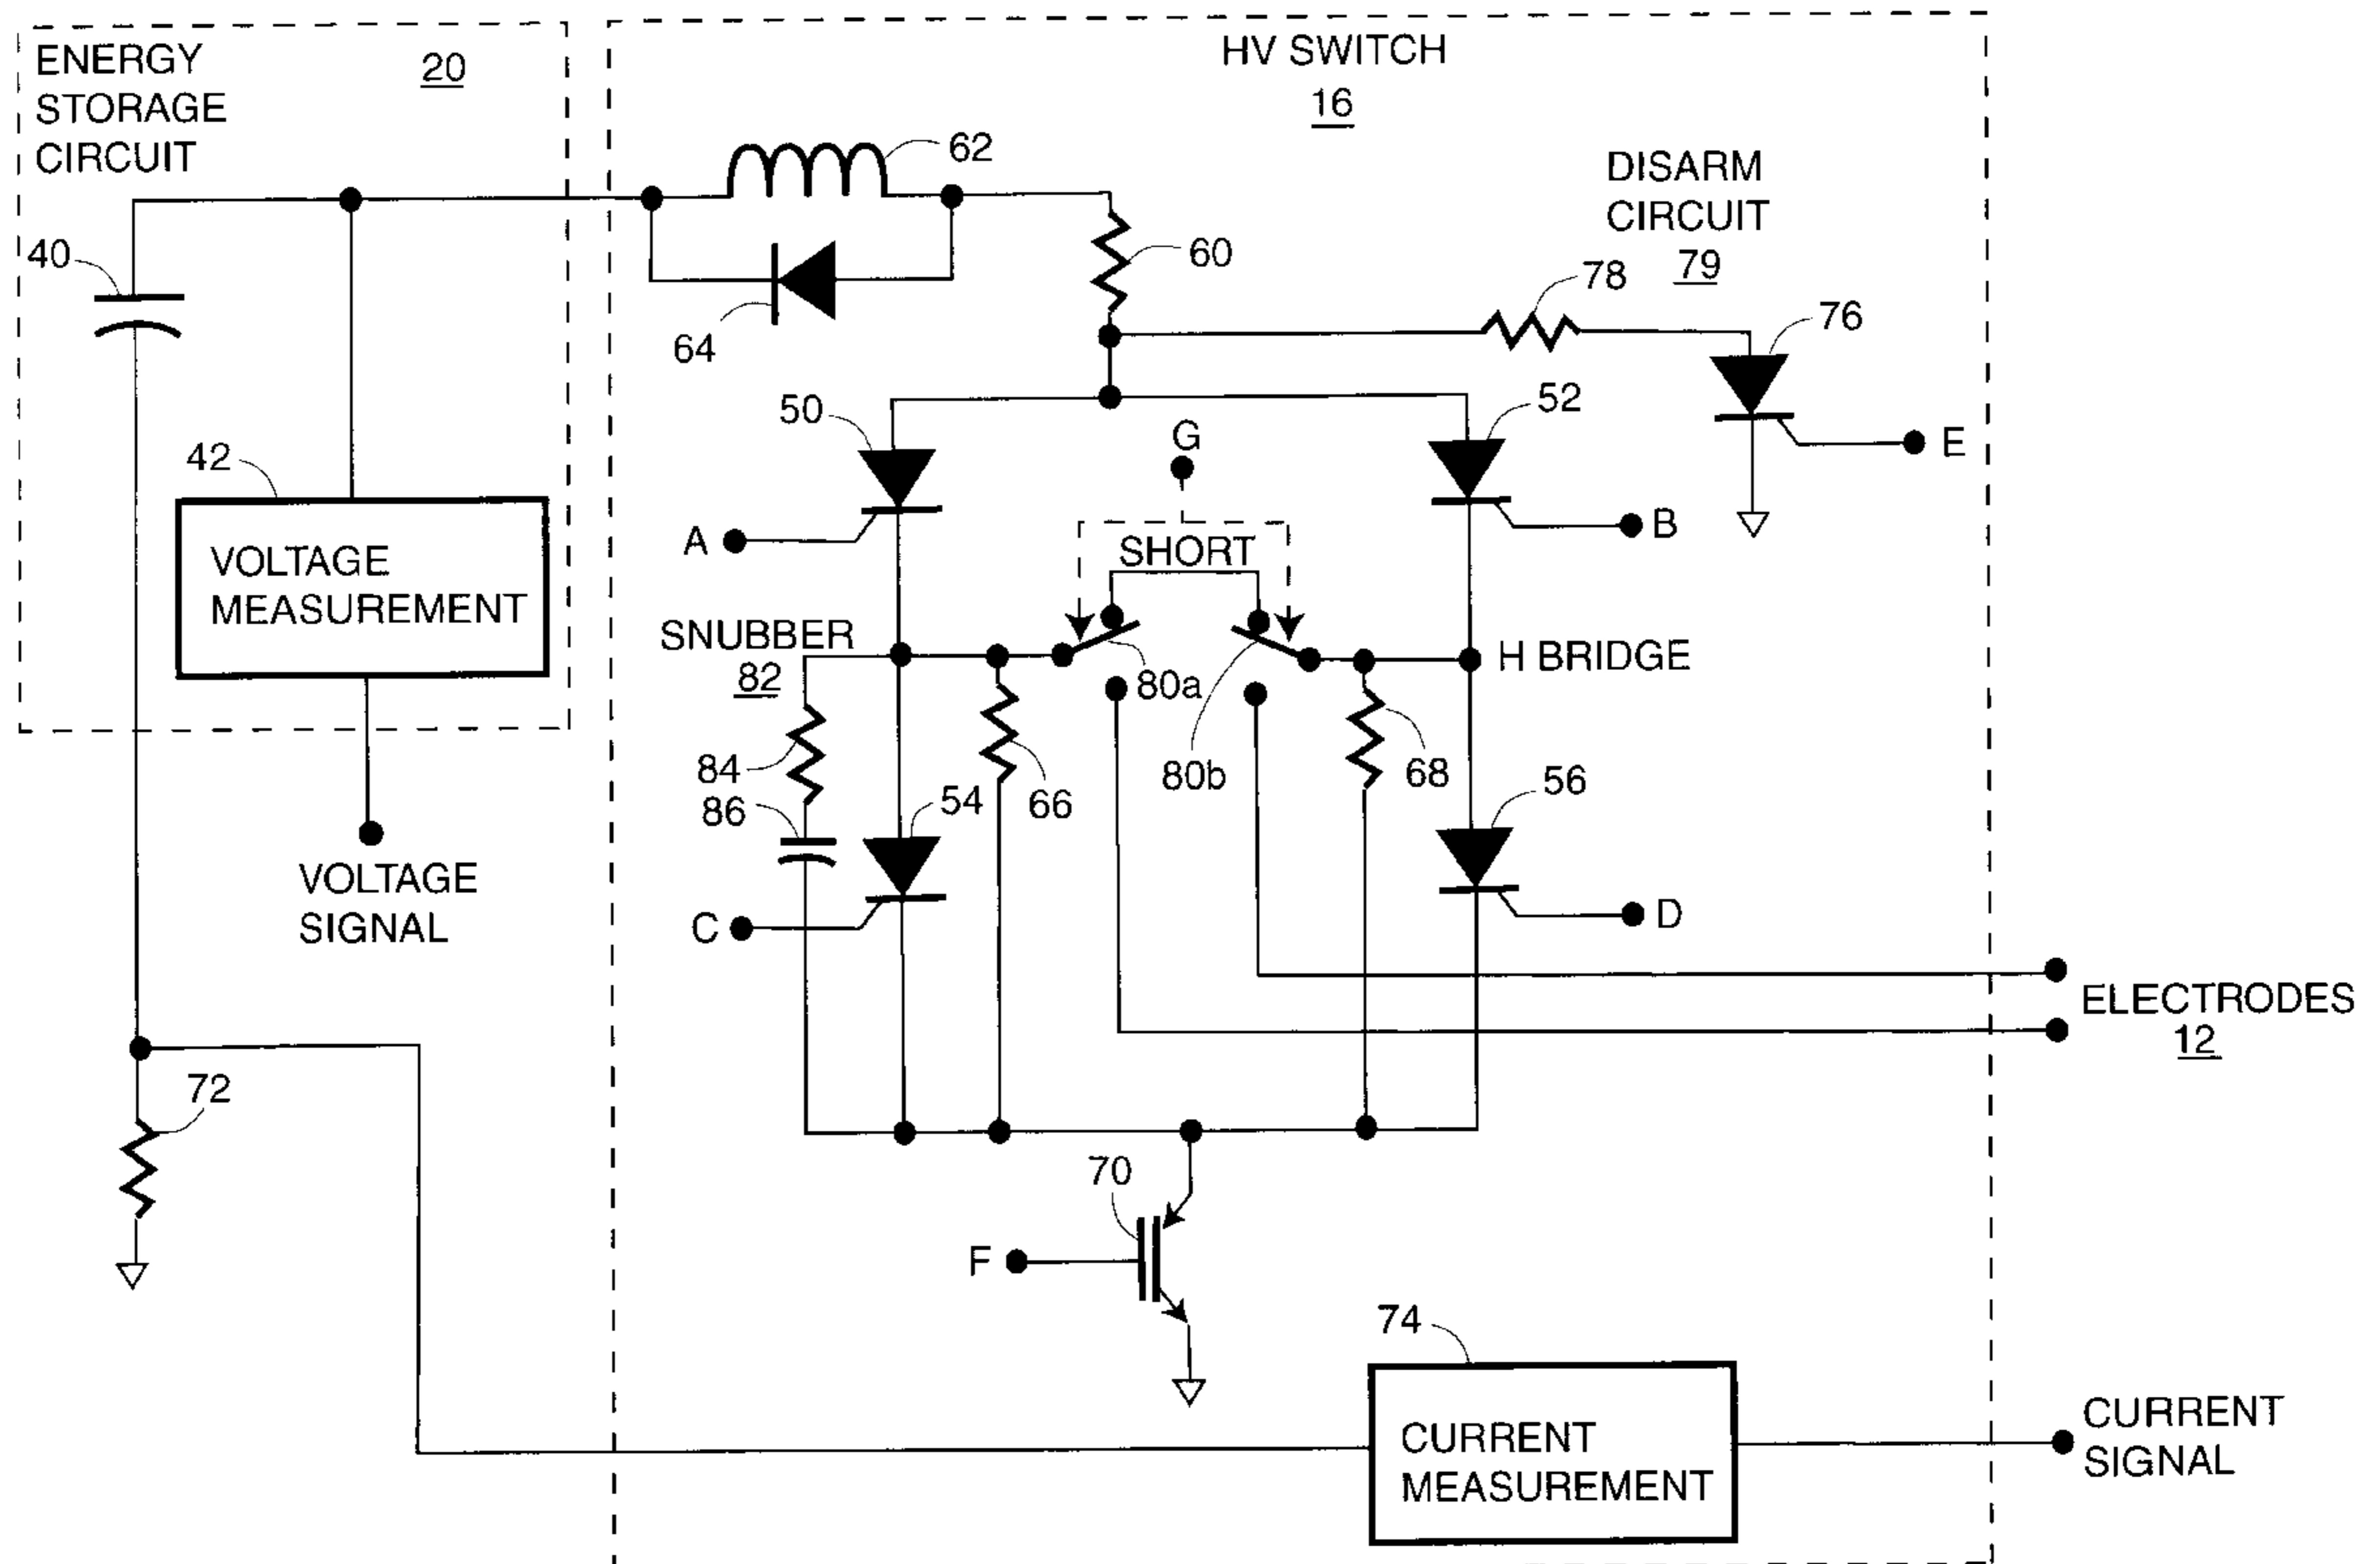 ENERGY
STORAGE
CIRCUIT
20
HV SWITCH
16
62
DISARM
CIRCUIT
79
40
60
78
64
76
50
52
G
E
42
A
SHORT
B
VOLTAGE
MEASUREMENT
SNUBBER
82
H BRIDGE
80a
84
66
80b
68
56
86
54
VOLTAGE
SIGNAL
C
D
ELECTRODES
12
72
70
F
74
CURRENT
MEASUREMENT
CURRENT
SIGNAL